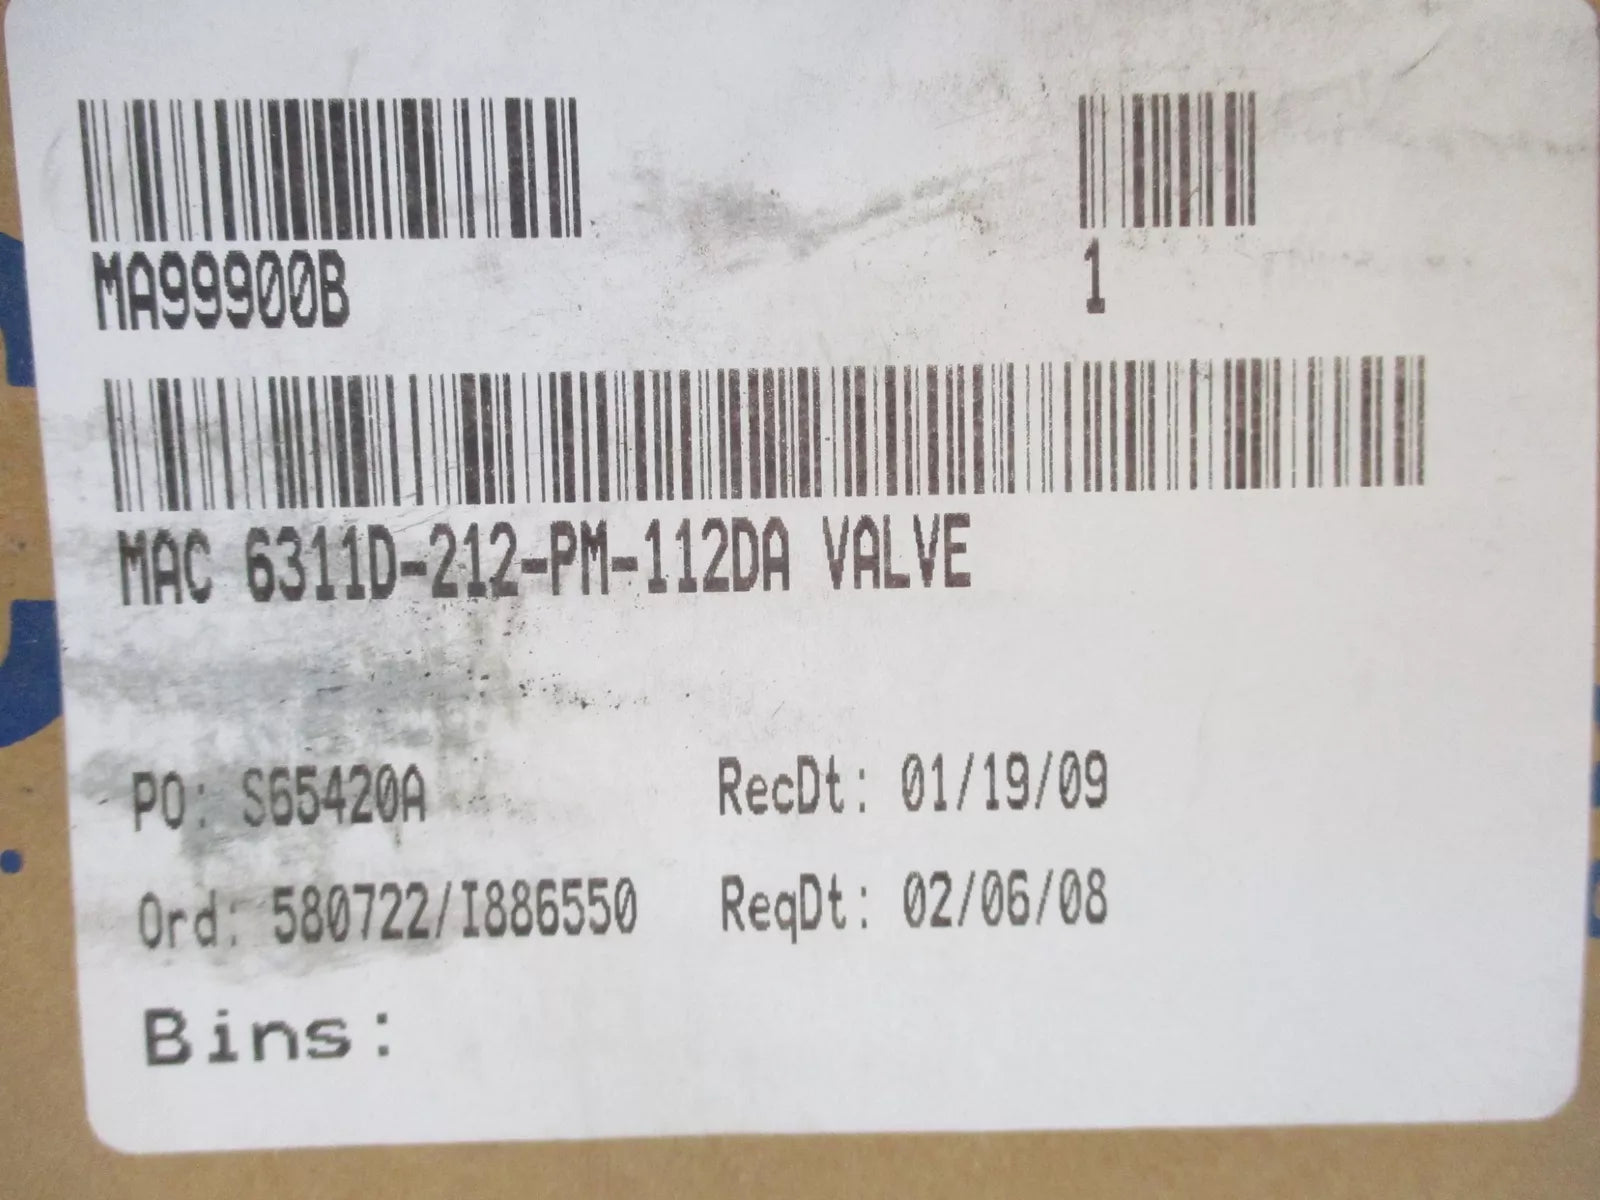 MA99900B 1
MAC 6311D-212-PM-112DA VALVE
PO: S65420A RecDt: 01/19/09
Ord: 580722/I886550 ReqDt: 02/06/08
Bins: